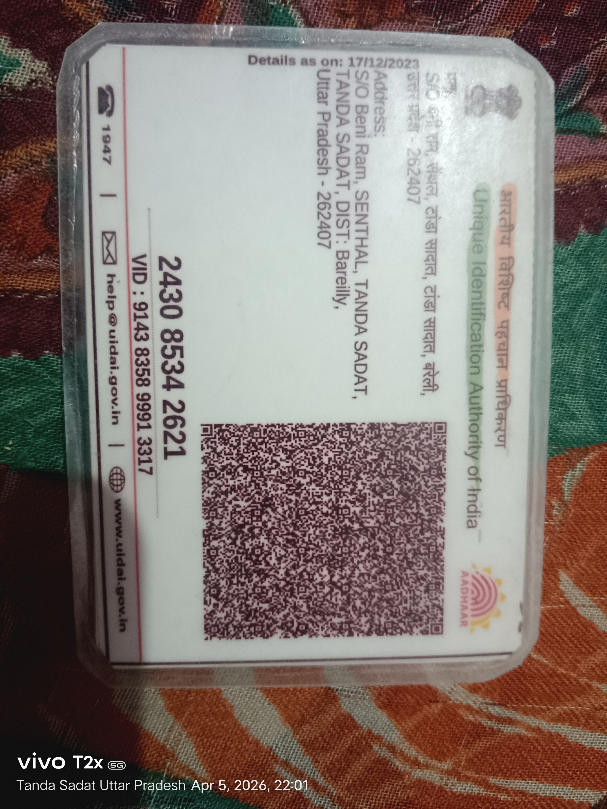 भारतीय विशिष्ट पहचान प्राधिकरण
Unique Identification Authority of India
AADHAAR
Details as on: 17/12/2023
S/O बेनी राम, सेंथल, टांडा सादात, टांडा सादात, बरेली,
उत्तर प्रदेश - 262407
Address:
S/O Beni Ram, SENTHAL, TANDA SADAT,
TANDA SADAT, DIST: Bareilly,
Uttar Pradesh - 262407
2430 8534 2621
VID : 9143 8358 9991 3317
1947 | help@uidai.gov.in | www.uidai.gov.in
vivo T2x 5G
Tanda Sadat Uttar Pradesh Apr 5, 2026, 22:01